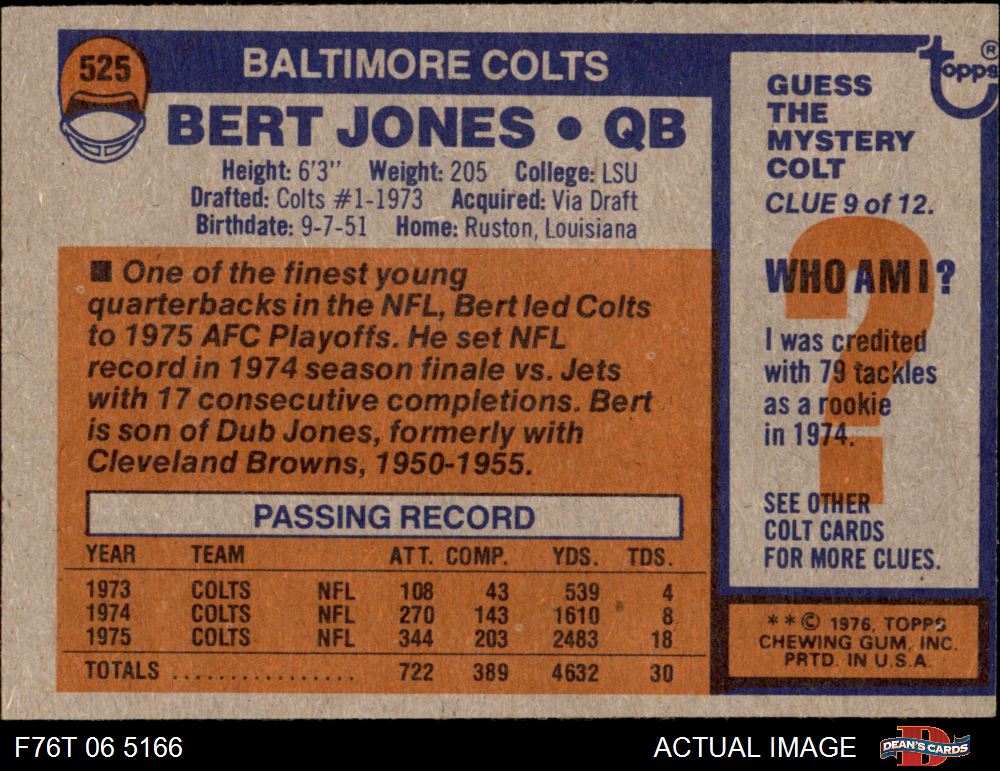 525
BALTIMORE COLTS
BERT JONES • QB
Height: 6'3" Weight: 205 College: LSU
Drafted: Colts #1-1973 Acquired: Via Draft
Birthdate: 9-7-51 Home: Ruston, Louisiana
■ One of the finest young
quarterbacks in the NFL, Bert led Colts
to 1975 AFC Playoffs. He set NFL
record in 1974 season finale vs. Jets
with 17 consecutive completions. Bert
is son of Dub Jones, formerly with
Cleveland Browns, 1950-1955.
PASSING RECORD
YEAR TEAM ATT. COMP. YDS. TDS.
1973 COLTS NFL 108 43 539 4
1974 COLTS NFL 270 143 1610 8
1975 COLTS NFL 344 203 2483 18
TOTALS ................ 722 389 4632 30
topps®
GUESS
THE
MYSTERY
COLT
CLUE 9 of 12.
WHO AM I?
I was credited
with 79 tackles
as a rookie
in 1974.
SEE OTHER
COLT CARDS
FOR MORE CLUES.
**© 1976, TOPPS
CHEWING GUM, INC.
PRTD. IN U.S.A.
F76T 06 5166
ACTUAL IMAGE
D
DEAN'S CARDS